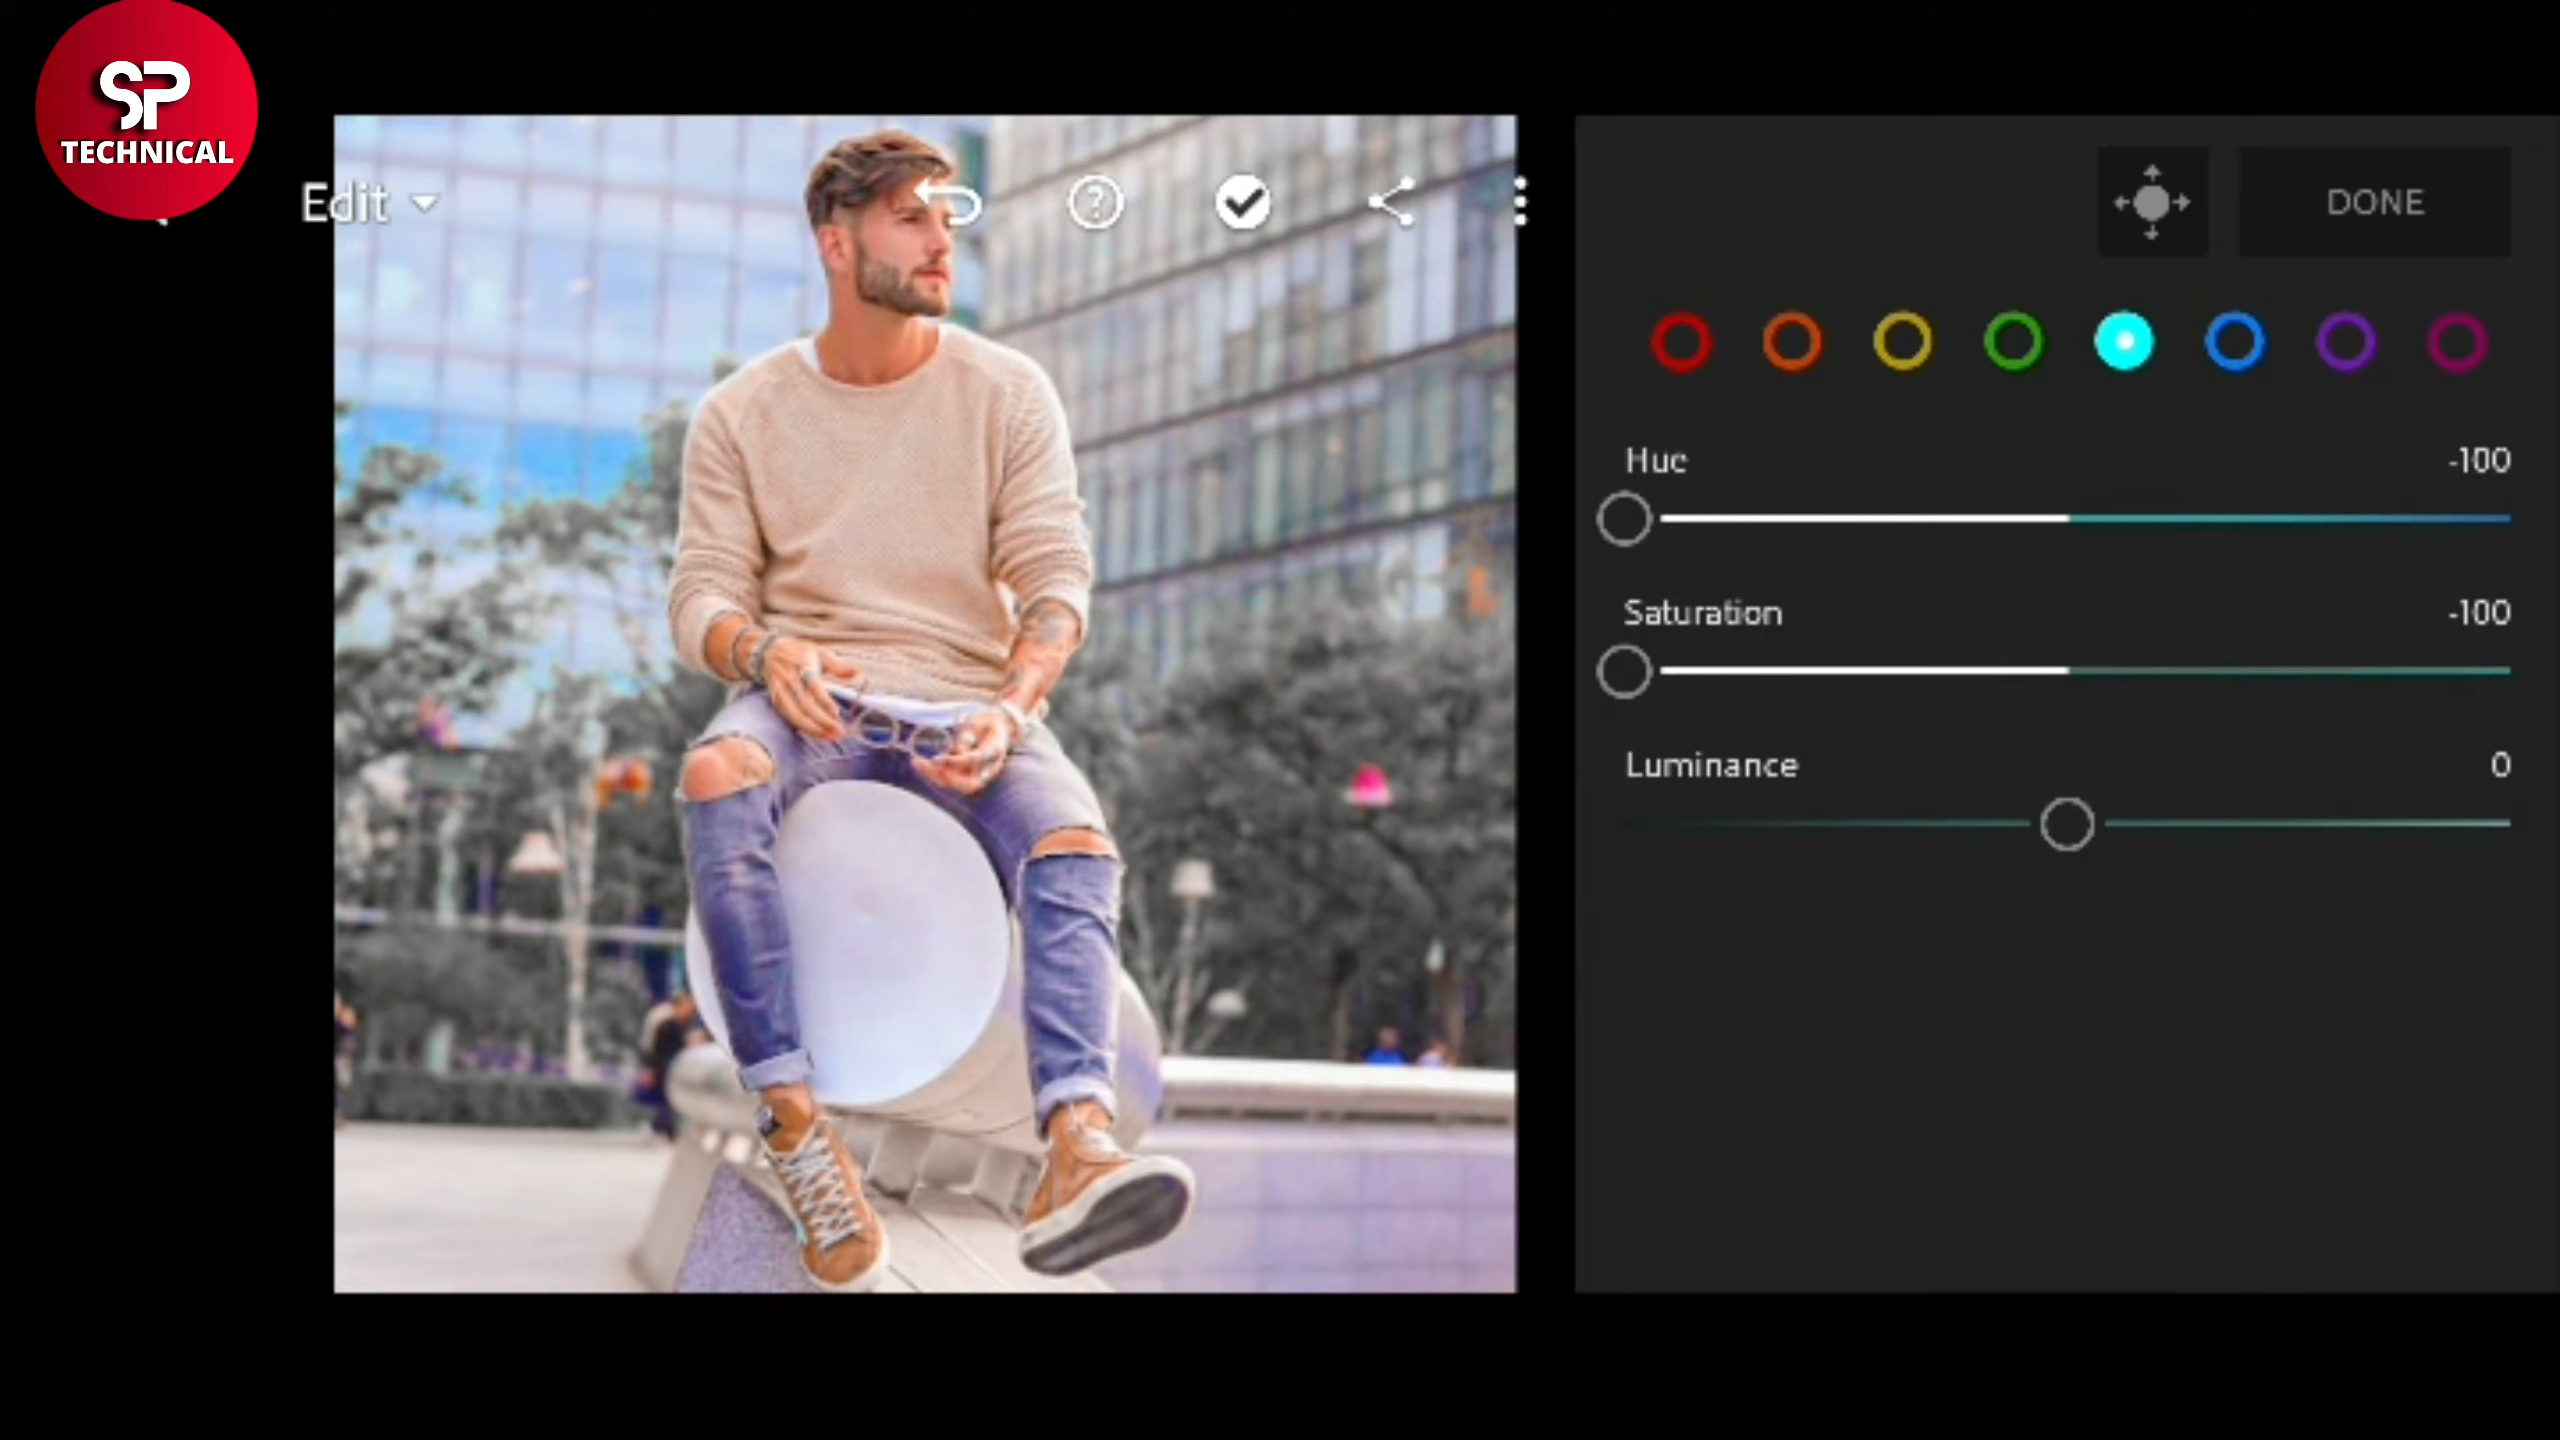 SP
TECHNICAL
Edit
DONE
Hue
-100
Saturation
-100
Luminance
0